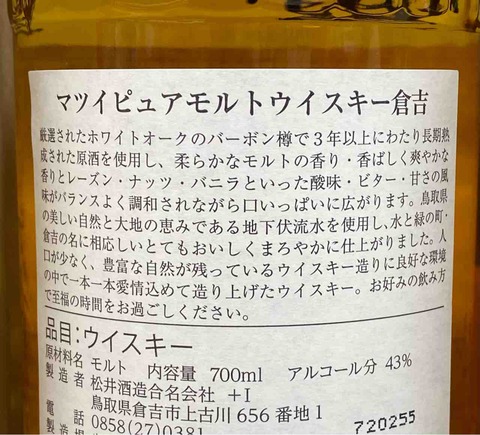 マツイピュアモルトウイスキー倉吉
厳選されたホワイトオークのバーボン樽で3年以上にわたり長期熟
成された原酒を使用し、柔らかなモルトの香り・香ばしく爽やかな
香りとレーズン・ナッツ・バニラといった酸味・ビター・甘さの風
味がバランスよく調和されながら口いっぱいに広がります。鳥取県
の美しい自然と大地の恵みである地下伏流水を使用し、水と緑の町・
倉吉の名に相応しいとてもおいしくまろやかに仕上がりました。人
口が少なく、豊富な自然が残っているウイスキー造りに良好な環境
の中で一本一本愛情込めて造り上げたウイスキー。お好みの飲み方
で至福の時間をお過ごしください。
品目:ウイスキー
原材料名 モルト 内容量 700ml アルコール分 43%
製造者 松井酒造合名会社 +I
鳥取県倉吉市上古川 656 番地 1
電話 0858(27)0381
720255